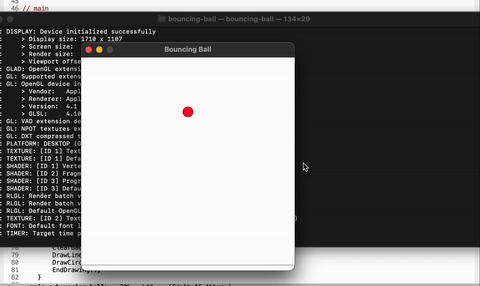 46 // main
bouncing-ball — bouncing-ball — 134×29
: DISPLAY: Device initialized successfully
: > Display size: 1710 x 1107
: > Screen size:
: > Render size:
: > Viewport offse
: GLAD: OpenGL extensi
: GL: Supported extens
: GL: OpenGL device in
: > Vendor: Appl
: > Renderer: Appl
: > Version: 4.1
: > GLSL: 4.10
: GL: VAO extension de
: GL: NPOT textures ex
: GL: DXT compressed t
: PLATFORM: DESKTOP (G
: TEXTURE: [ID 1] Text
: TEXTURE: [ID 1] Defa
: SHADER: [ID 1] Verte
: SHADER: [ID 2] Fragm
: SHADER: [ID 3] Progr
: SHADER: [ID 3] Defau
: RLGL: Render batch v
: RLGL: Render batch v
: RLGL: Default OpenGL
: TEXTURE: [ID 2] Text
: FONT: Default font l
: TIMER: Target time p
Bouncing Ball
79 DrawLine
80 DrawCirc
81 EndDrawing();
82 }